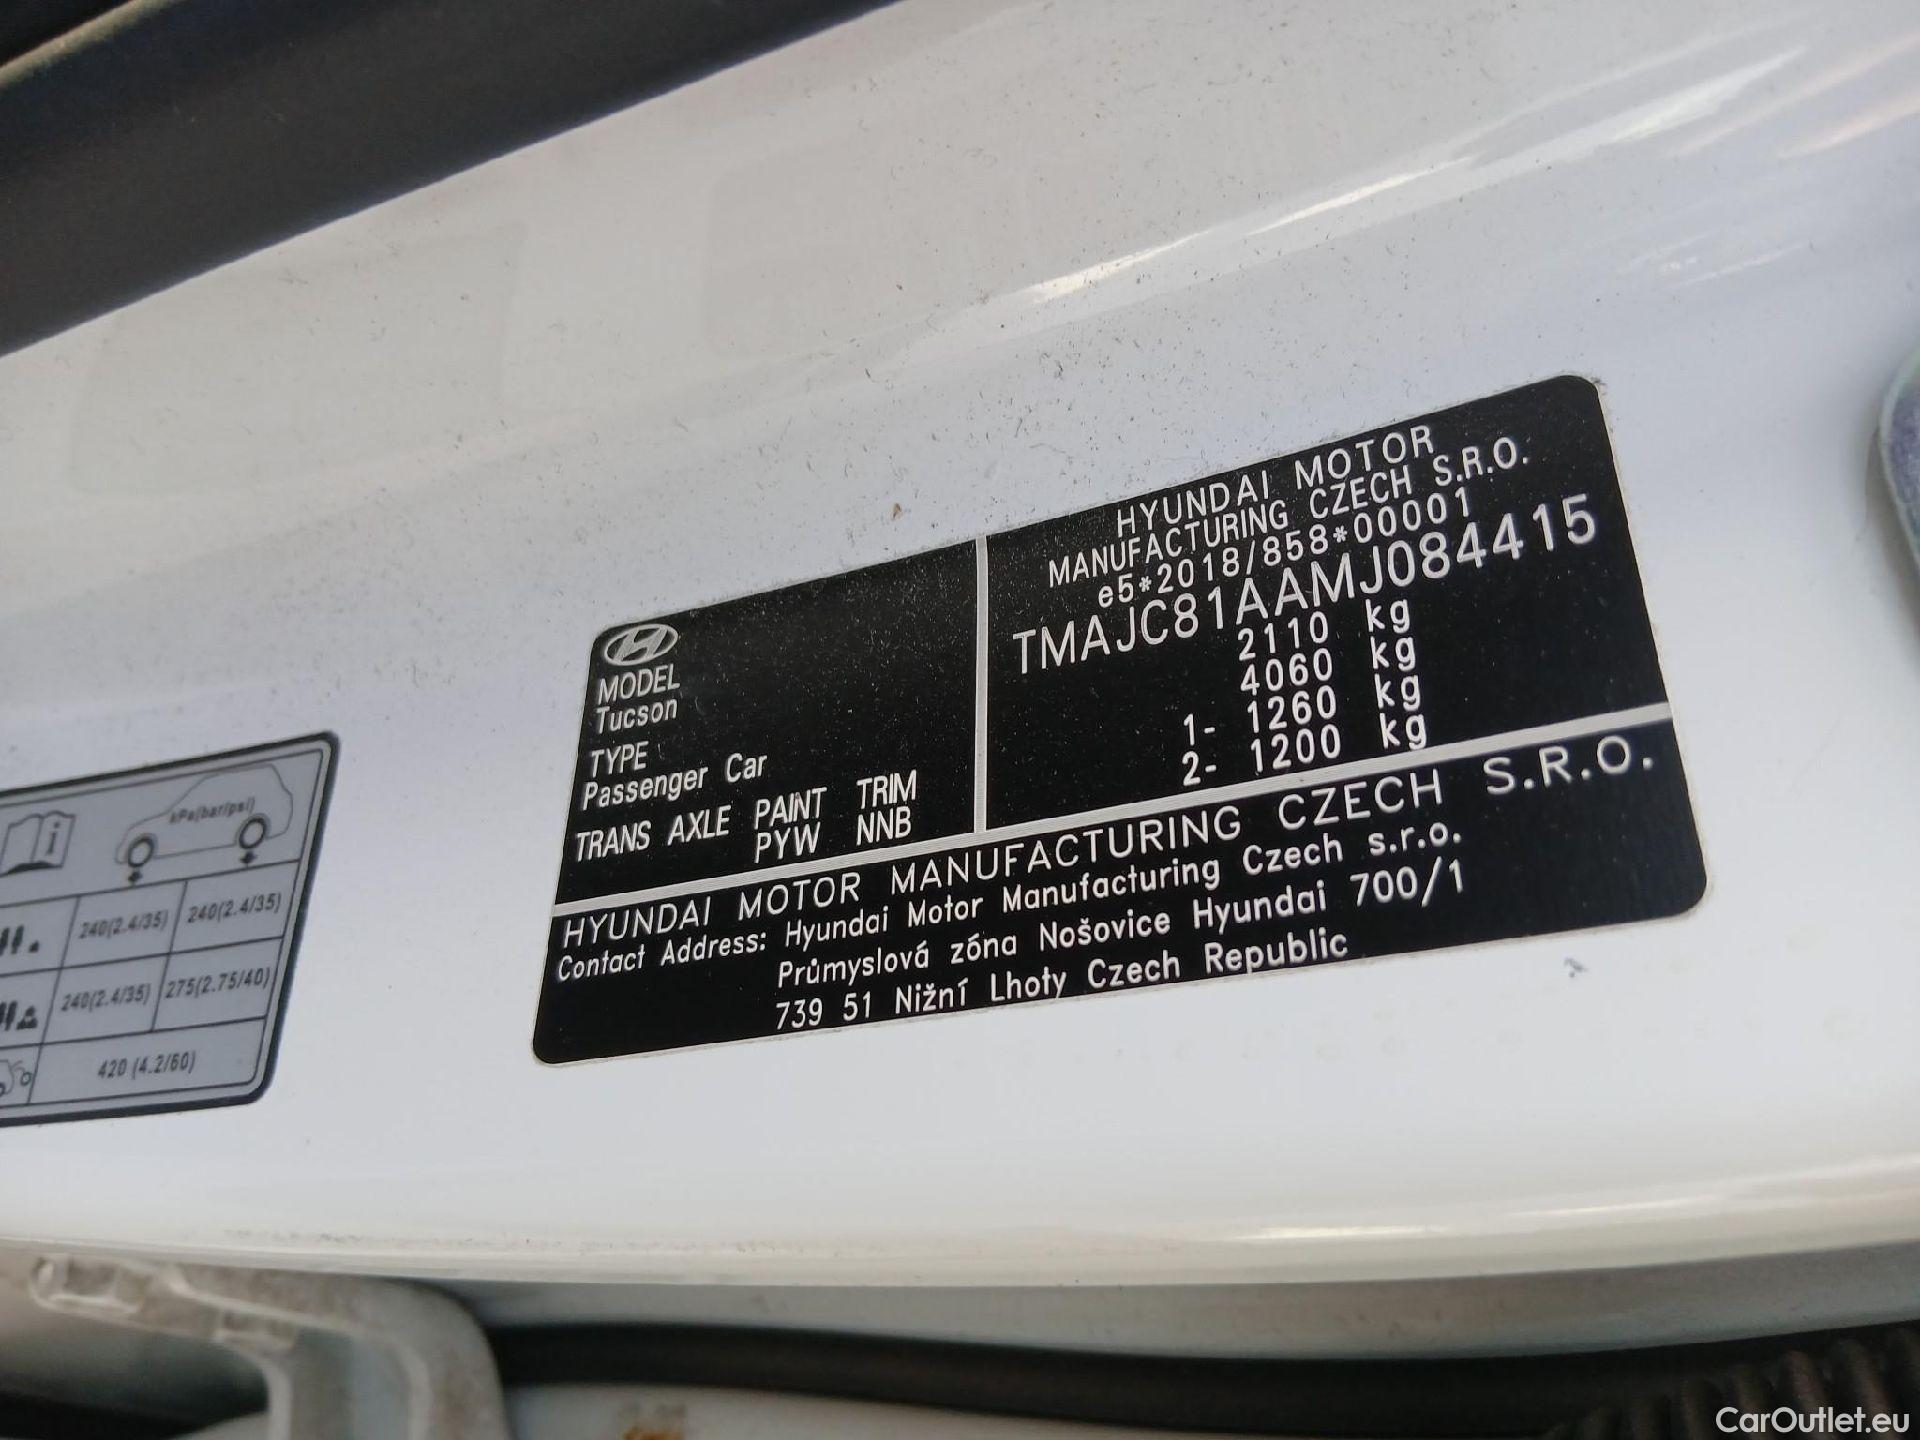 HYUNDAI MOTOR
MANUFACTURING CZECH S.R.O.
e5*2018/858*00001
TMAJC81AAMJ084415
2110 kg
4060 kg
1- 1260 kg
2- 1200 kg
MODEL
Tucson
TYPE
Passenger Car
TRANS AXLE PAINT TRIM
PYW NNB
HYUNDAI MOTOR MANUFACTURING CZECH S.R.O.
Contact Address: Hyundai Motor Manufacturing Czech s.r.o.
Průmyslová zóna Nošovice Hyundai 700/1
739 51 Nižní Lhoty Czech Republic
kPa(bar/psi)
240(2.4/35) 240(2.4/35)
240(2.4/35) 275(2.75/40)
420 (4.2/60)
CarOutlet.eu